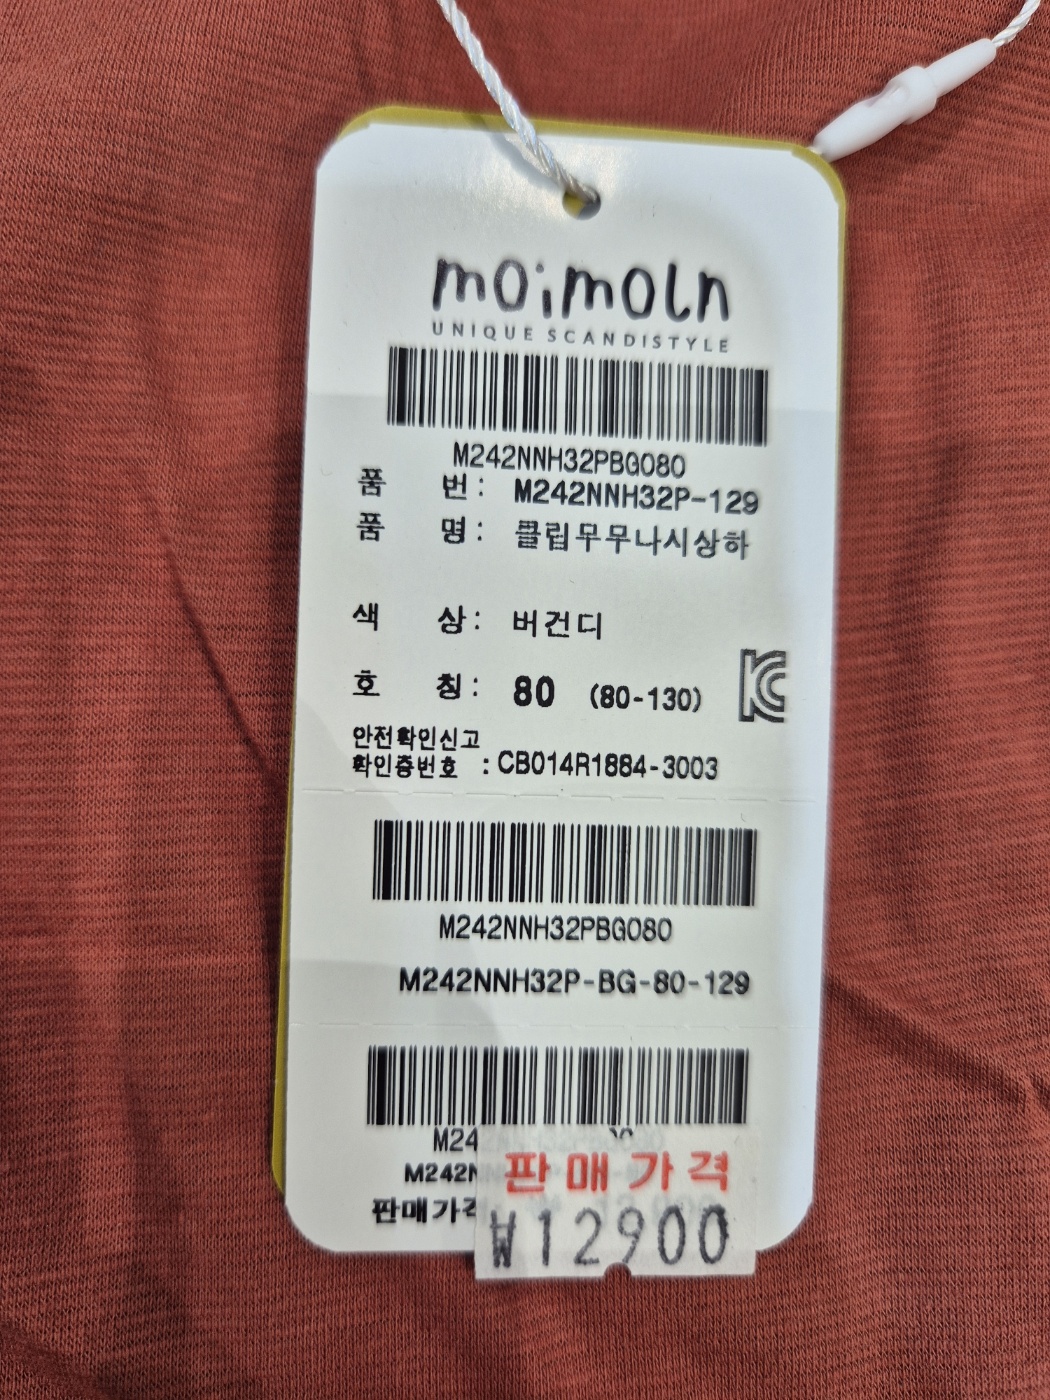 moimoln
UNIQUE SCANDISTYLE
M242NNH32PBG080
품 번: M242NNH32P-129
품 명: 클립무무나시상하
색 상: 버건디
호 칭: 80 (80-130)
안전확인신고
확인증번호 : CB014R1884-3003
M242NNH32PBG080
M242NNH32P-BG-80-129
M24
M242N
판매가격
판매가격
₩12900